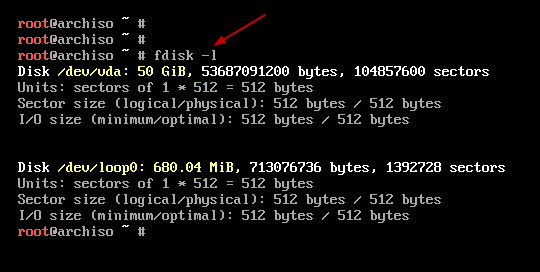 root@archiso ~ #
root@archiso ~ #
root@archiso ~ # fdisk -l
Disk /dev/vda: 50 GiB, 53687091200 bytes, 104857600 sectors
Units: sectors of 1 * 512 = 512 bytes
Sector size (logical/physical): 512 bytes / 512 bytes
I/O size (minimum/optimal): 512 bytes / 512 bytes
Disk /dev/loop0: 680.04 MiB, 713076736 bytes, 1392728 sectors
Units: sectors of 1 * 512 = 512 bytes
Sector size (logical/physical): 512 bytes / 512 bytes
I/O size (minimum/optimal): 512 bytes / 512 bytes
root@archiso ~ #